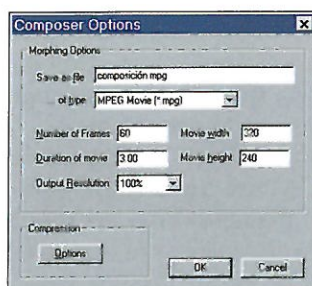 Composer Options
Morphing Options
Save as file composición mpg
... of type MPEG Movie (*.mpg)
Number of Frames 60 Movie width 320
Duration of movie 3.00 Movie height 240
Output Resolution 100%
Compression
Options
OK Cancel